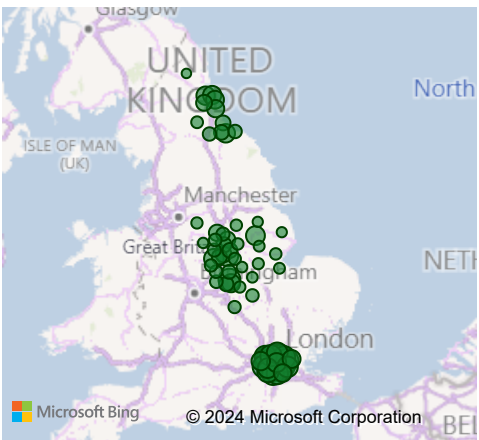 Glasgow
UNITED
KINGDOM
North
ISLE OF MAN
(UK)
Manchester
Great Brit
NETH
London
Microsoft Bing
© 2024 Microsoft Corporation
BEL